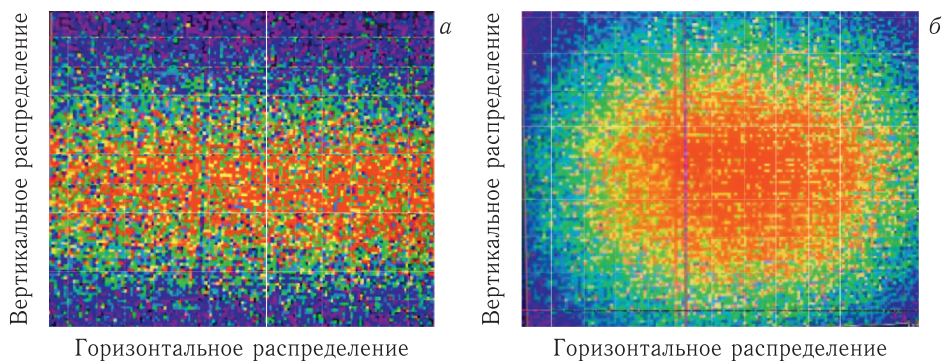 Вертикальное распределение
а
Горизонтальное распределение
Вертикальное распределение
б
Горизонтальное распределение